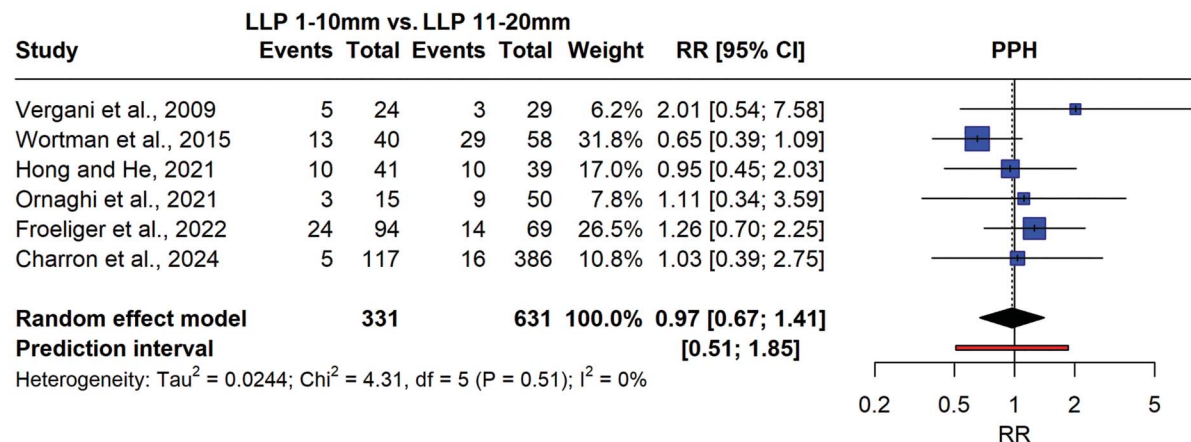 LLP 1-10mm vs. LLP 11-20mm
Study Events Total Events Total Weight RR [95% CI] PPH
Vergani et al., 2009 5 24 3 29 6.2% 2.01 [0.54; 7.58]
Wortman et al., 2015 13 40 29 58 31.8% 0.65 [0.39; 1.09]
Hong and He, 2021 10 41 10 39 17.0% 0.95 [0.45; 2.03]
Ornaghi et al., 2021 3 15 9 50 7.8% 1.11 [0.34; 3.59]
Froeliger et al., 2022 24 94 14 69 26.5% 1.26 [0.70; 2.25]
Charron et al., 2024 5 117 16 386 10.8% 1.03 [0.39; 2.75]
Random effect model 331 631 100.0% 0.97 [0.67; 1.41]
Prediction interval [0.51; 1.85]
Heterogeneity: Tau² = 0.0244; Chi² = 4.31, df = 5 (P = 0.51); I² = 0%
0.2 0.5 1 2 5
RR